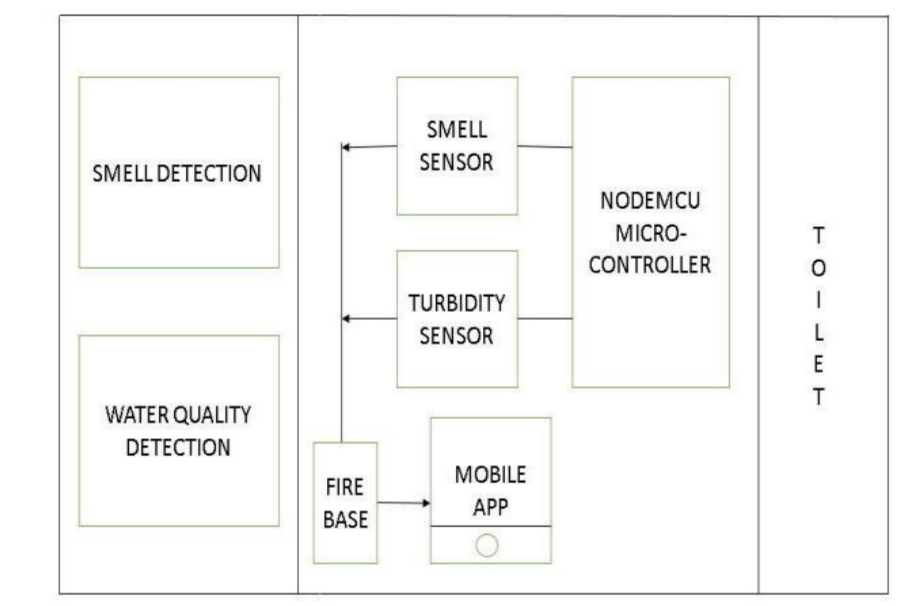 SMELL DETECTION
WATER QUALITY
DETECTION
SMELL
SENSOR
TURBIDITY
SENSOR
FIRE
BASE
MOBILE
APP
NODEMCU
MICRO-
CONTROLLER
T
O
I
L
E
T